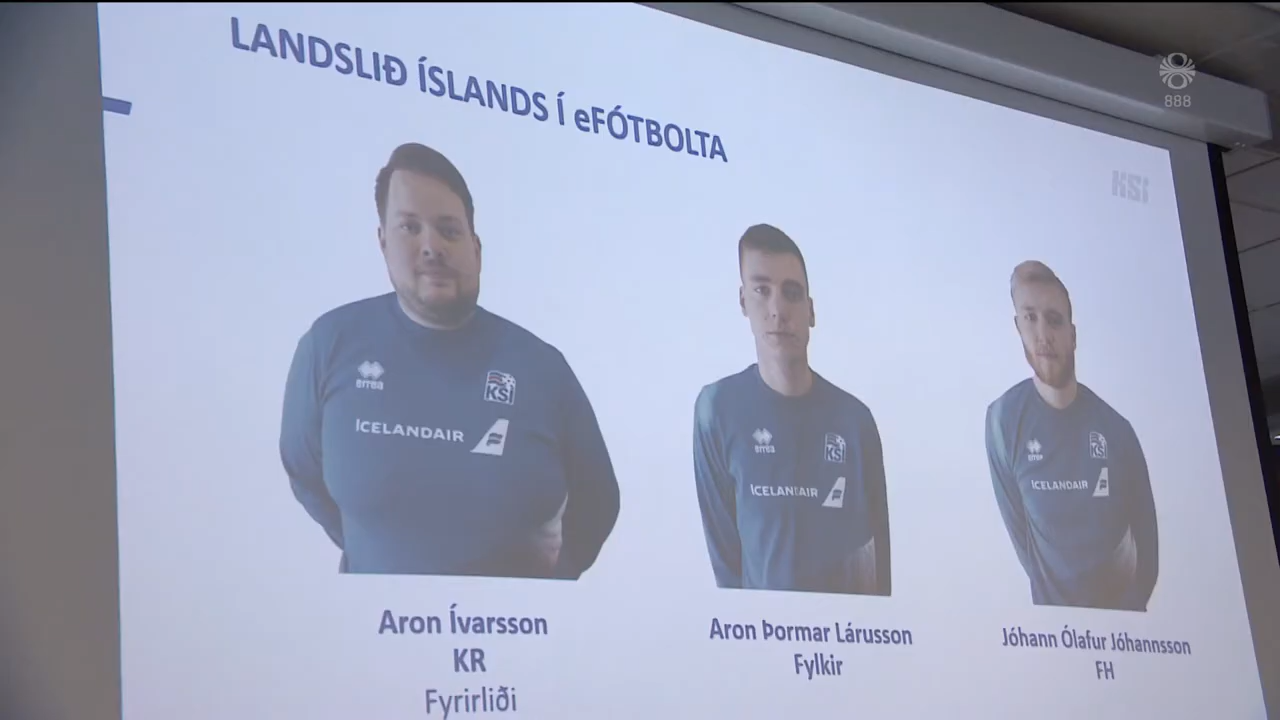 LANDSLIÐ ÍSLANDS Í eFÓTBOLTA
888
KSÍ
errea
KSÍ
ICELANDAIR
errea
KSÍ
ICELANDAIR
errea
KSÍ
ICELANDAIR
Aron Ívarsson
KR
Fyrirliði
Aron Þormar Lárusson
Fylkir
Jóhann Ólafur Jóhannsson
FH